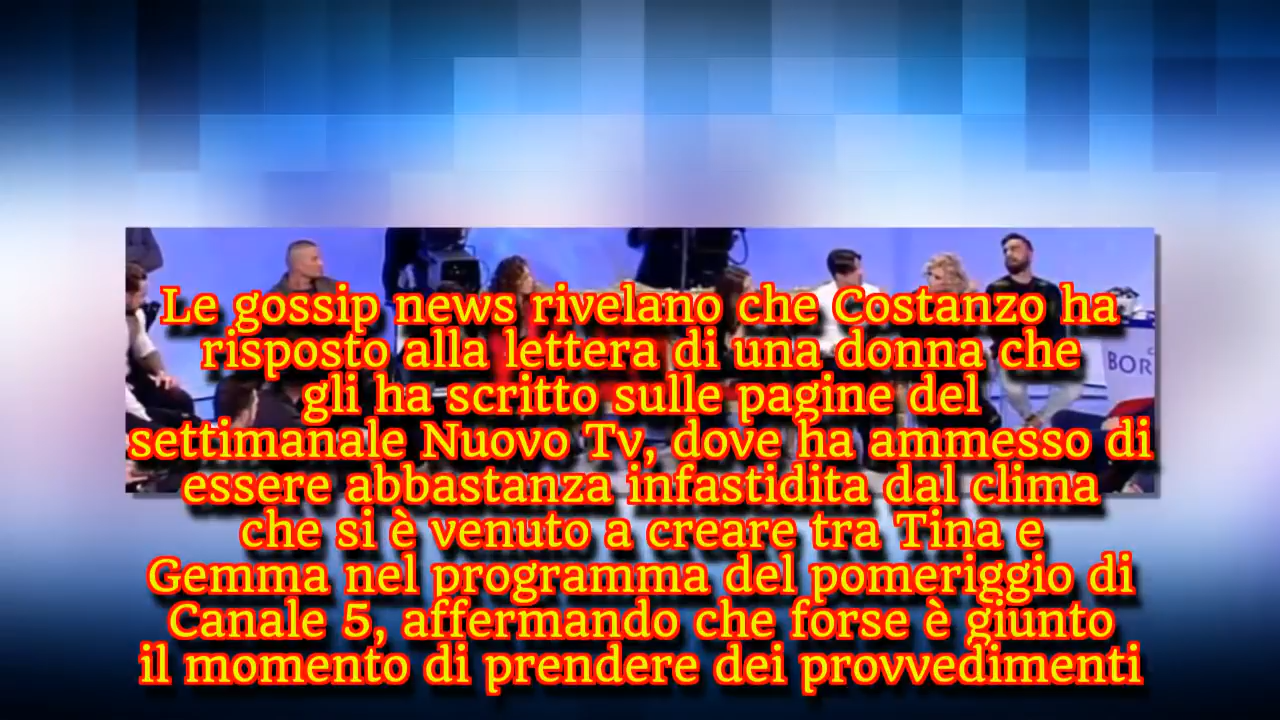 Le gossip news rivelano che Costanzo ha
risposto alla lettera di una donna che
gli ha scritto sulle pagine del
settimanale Nuovo Tv, dove ha ammesso di
essere abbastanza infastidita dal clima
che si è venuto a creare tra Tina e
Gemma nel programma del pomeriggio di
Canale 5, affermando che forse è giunto
il momento di prendere dei provvedimenti